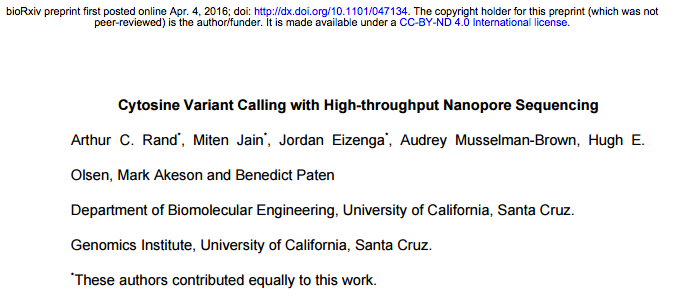 bioRxiv preprint first posted online Apr. 4, 2016; doi: http://dx.doi.org/10.1101/047134. The copyright holder for this preprint (which was not
peer-reviewed) is the author/funder. It is made available under a CC-BY-ND 4.0 International license.
Cytosine Variant Calling with High-throughput Nanopore Sequencing
Arthur C. Rand*, Miten Jain*, Jordan Eizenga*, Audrey Musselman-Brown, Hugh E.
Olsen, Mark Akeson and Benedict Paten
Department of Biomolecular Engineering, University of California, Santa Cruz.
Genomics Institute, University of California, Santa Cruz.
*These authors contributed equally to this work.